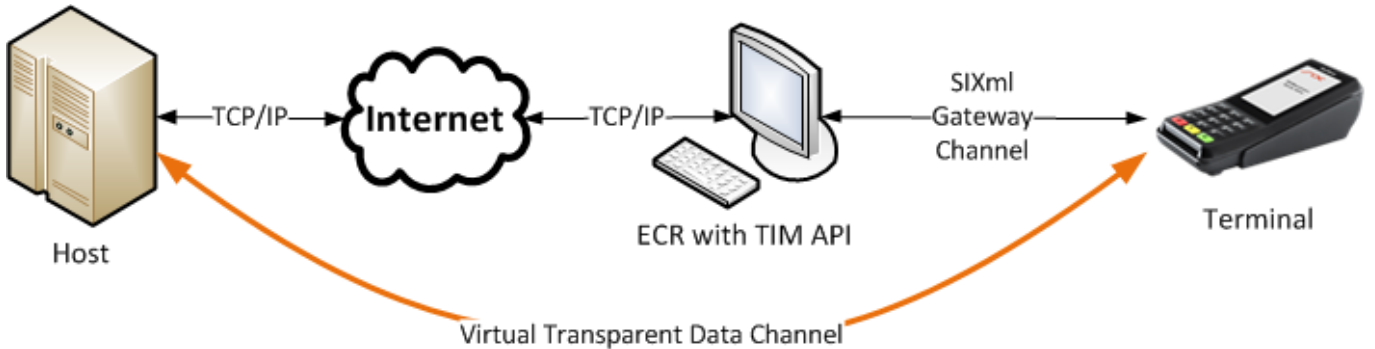 TCP/IP
Internet
TCP/IP
SIXml
Gateway
Channel
Host
ECR with TIM API
Terminal
Virtual Transparent Data Channel